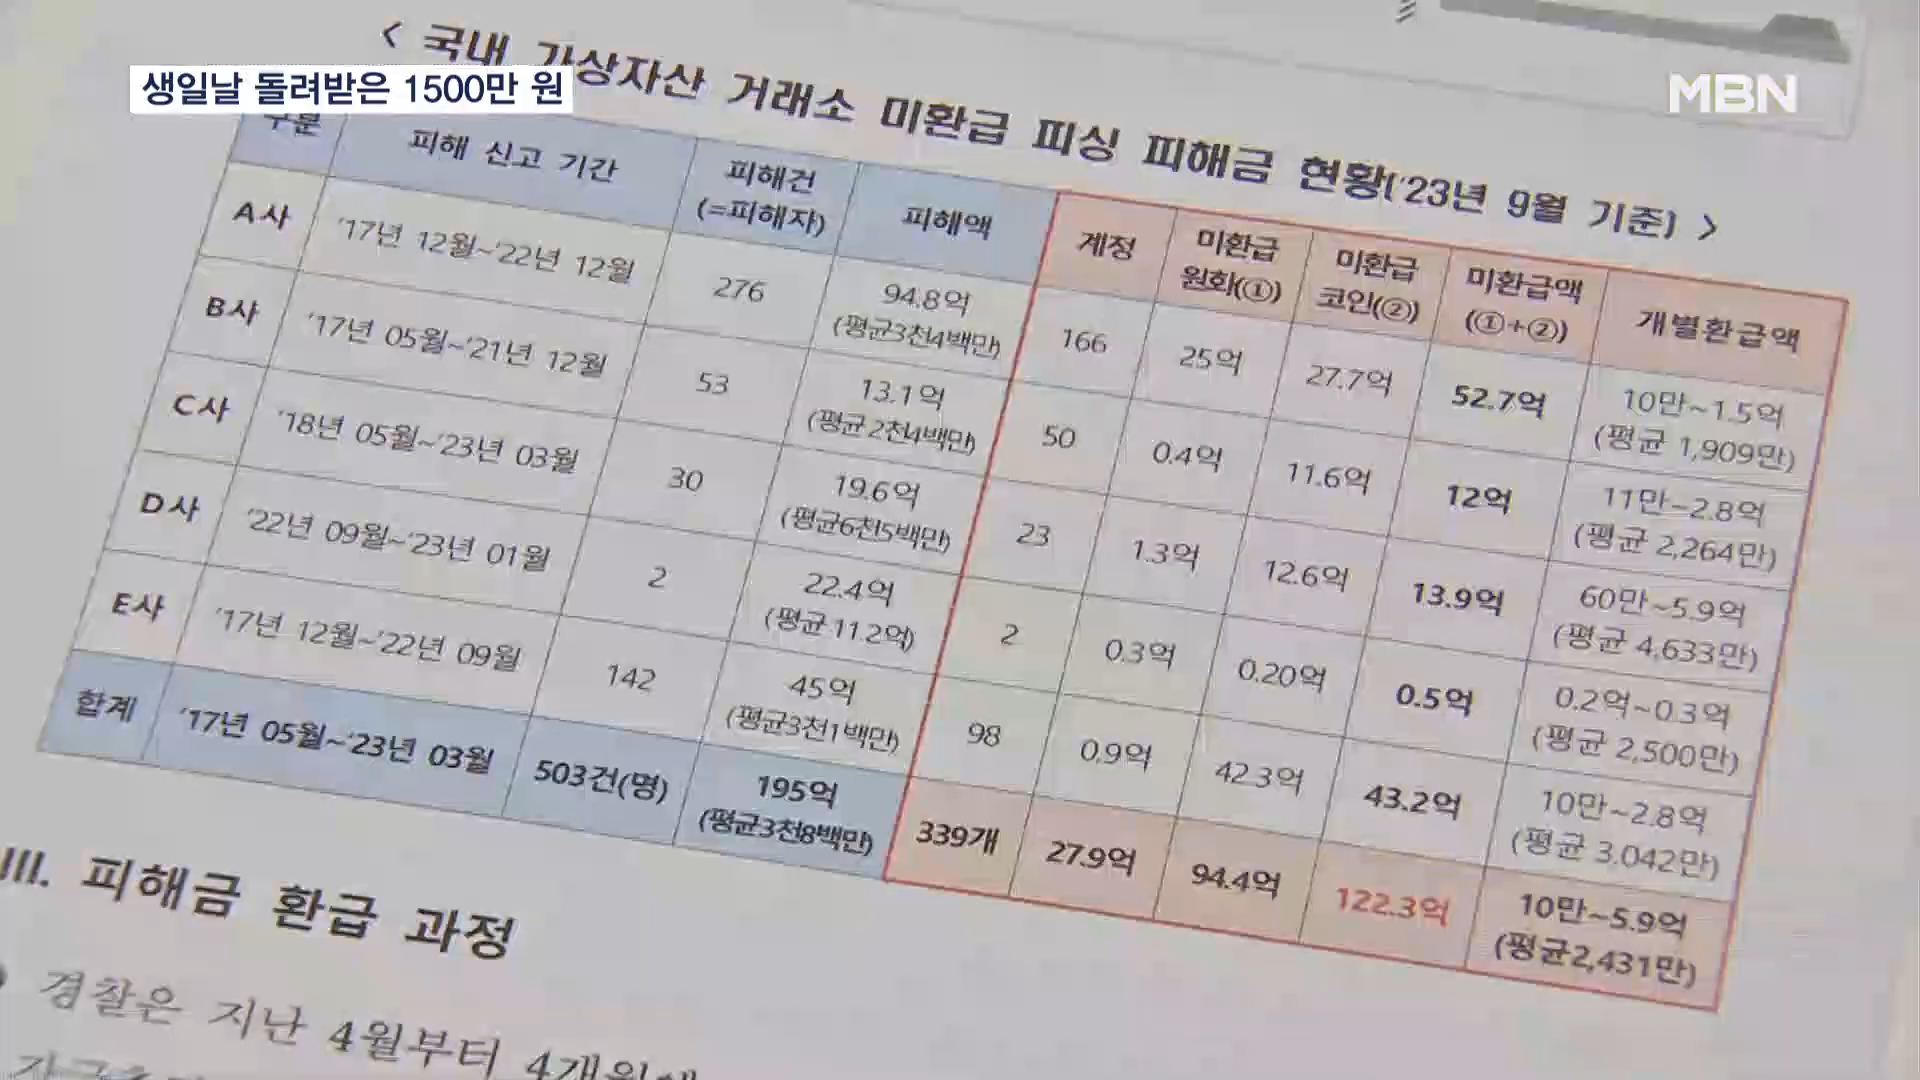 생일날 돌려받은 1500만 원
MBN
< 국내 가상자산 거래소 미환급 피싱 피해금 현황('23년 9월 기준) >
구분 피해 신고 기간 피해건 (=피해자) 피해액 계정 미환급 원화(①) 미환급 코인(②) 미환급액 (①+②) 개별환급액
A사 '17년 12월~'22년 12월 276 94.8억 (평균3천4백만) 166 25억 27.7억 52.7억 10만~1.5억 (평균 1,909만)
B사 '17년 05월~'21년 12월 53 13.1억 (평균2천4백만) 50 0.4억 11.6억 12억 11만~2.8억 (평균 2,264만)
C사 '18년 05월~'23년 03월 30 19.6억 (평균6천5백만) 23 1.3억 12.6억 13.9억 60만~5.9억 (평균 4,633만)
D사 '22년 09월~'23년 01월 2 22.4억 (평균 11.2억) 2 0.3억 0.20억 0.5억 0.2억~0.3억 (평균 2,500만)
E사 '17년 12월~'22년 09월 142 45억 (평균3천1백만) 98 0.9억 42.3억 43.2억 10만~2.8억 (평균 3,042만)
합계 '17년 05월~'23년 03월 503건(명) 195억 (평균3천8백만) 339개 27.9억 94.4억 122.3억 10만~5.9억 (평균2,431만)
III. 피해금 환급 과정
경찰은 지난 4월부터